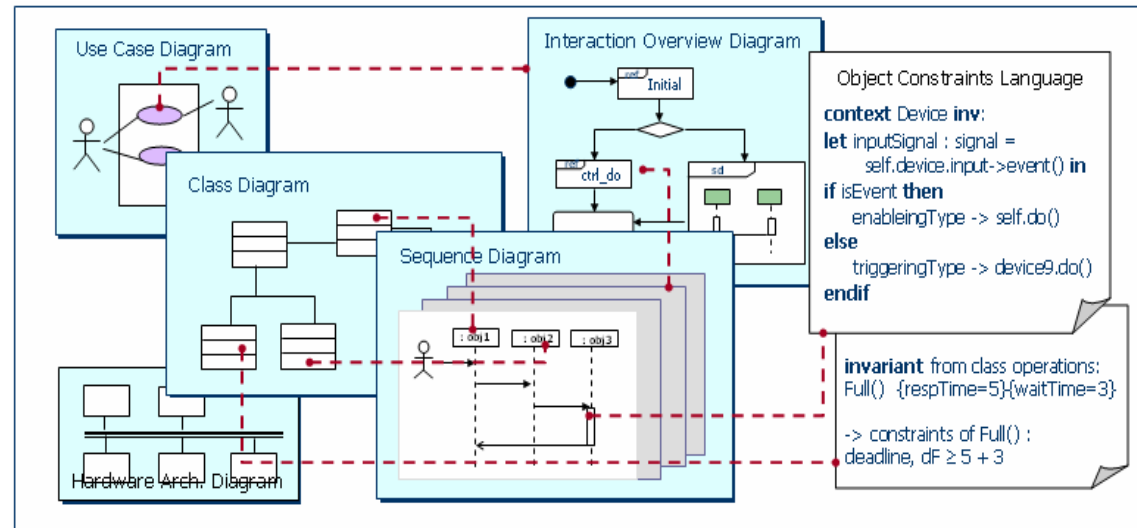 Use Case Diagram
Interaction Overview Diagram
ref
Initial
ref
ctrl_do
sd
Class Diagram
Sequence Diagram
: obj1
: obj2
: obj3
Hardware Arch. Diagram
Object Constraints Language
context Device inv:
let inputSignal : signal =
self.device.input->event() in
if isEvent then
enableingType -> self.do()
else
triggeringType -> device9.do()
endif
invariant from class operations:
Full() {respTime=5}{waitTime=3}
-> constraints of Full() :
deadline, dF ≥ 5 + 3